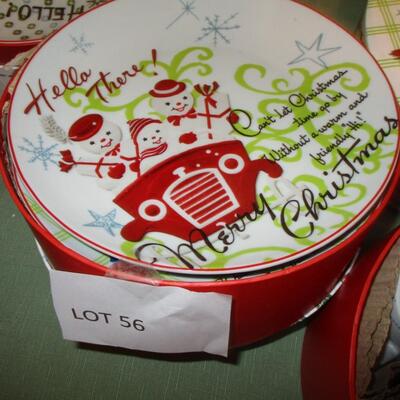 Hello
There!
Can't let Christmas
time go by
Without a warm and
friendly "Hi;"
Merry
Christmas
LOT 56